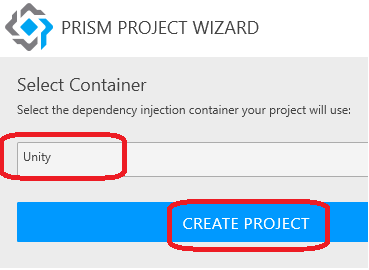 PRISM PROJECT WIZARD
Select Container
Select the dependency injection container your project will use:
Unity
CREATE PROJECT